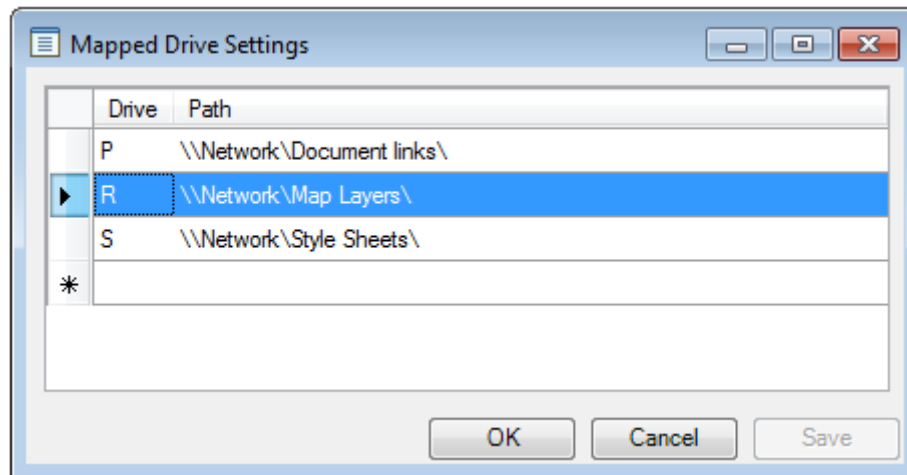 Mapped Drive Settings
Drive Path
P \\Network\Document links\
R \\Network\Map Layers\
S \\Network\Style Sheets\
OK Cancel Save